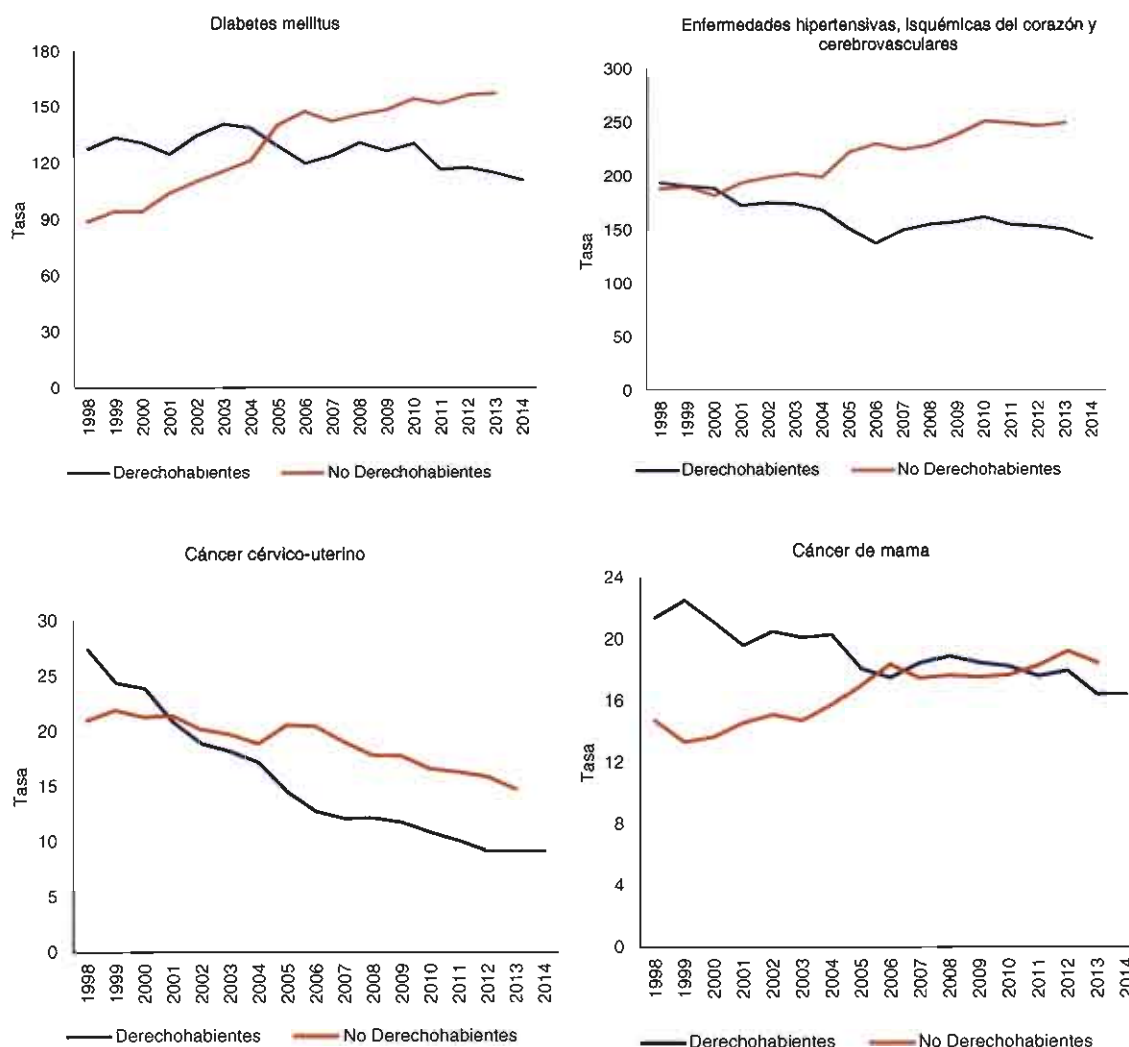 Diabetes mellitus
180
150
120
90
60
30
0
Tasa
1998 1999 2000 2001 2002 2003 2004 2005 2006 2007 2008 2009 2010 2011 2012 2013 2014
Derechohabientes No Derechohabientes
Enfermedades hipertensivas, isquémicas del corazón y
cerebrovasculares
300
250
200
150
100
50
0
Tasa
1998 1999 2000 2001 2002 2003 2004 2005 2006 2007 2008 2009 2010 2011 2012 2013 2014
Derechohabientes No Derechohabientes
Cáncer cérvico-uterino
30
25
20
15
10
5
0
Tasa
1998 1999 2000 2001 2002 2003 2004 2005 2006 2007 2008 2009 2010 2011 2012 2013 2014
Derechohabientes No Derechohabientes
Cáncer de mama
24
20
16
12
8
4
0
Tasa
1998 1999 2000 2001 2002 2003 2004 2005 2006 2007 2008 2009 2010 2011 2012 2013 2014
Derechohabientes No Derechohabientes